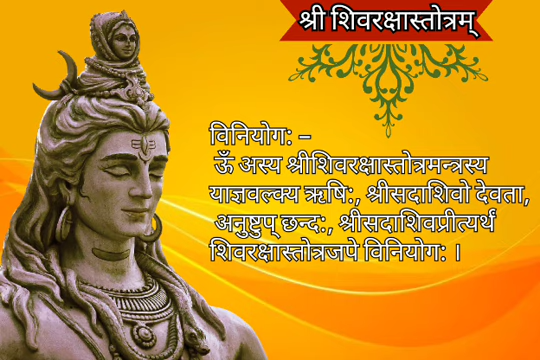 श्री शिवरक्षास्तोत्रम्
विनियोग: –
ऊँ अस्य श्रीशिवरक्षास्तोत्रमन्त्रस्य
याज्ञवल्क्य ऋषि:, श्रीसदाशिवो देवता,
अनुष्टुप् छन्द:, श्रीसदाशिवप्रीत्यर्थं
शिवरक्षास्तोत्रजपे विनियोग: ।